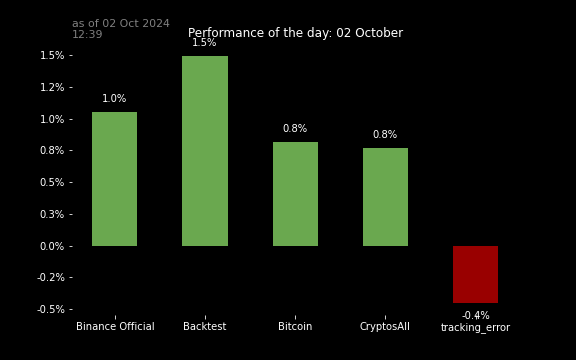 as of 02 Oct 2024
12:39
Performance of the day: 02 October
1.5%
1.2%
1.0%
0.8%
0.5%
0.3%
0.0%
-0.2%
-0.5%
1.0%
1.5%
0.8%
0.8%
-0.4%
Binance Official
Backtest
Bitcoin
CryptosAll
tracking_error